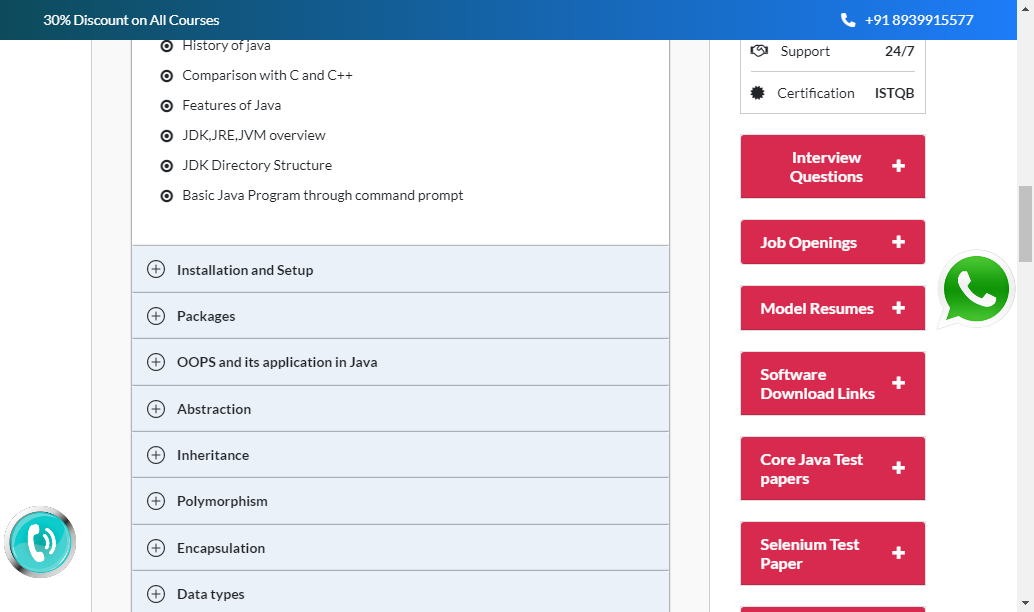 30% Discount on All Courses
+91 8939915577
History of java
Comparison with C and C++
Features of Java
JDK,JRE,JVM overview
JDK Directory Structure
Basic Java Program through command prompt
Installation and Setup
Packages
OOPS and its application in Java
Abstraction
Inheritance
Polymorphism
Encapsulation
Data types
Support 24/7
Certification ISTQB
Interview
Questions
Job Openings
Model Resumes
Software
Download Links
Core Java Test
papers
Selenium Test
Paper